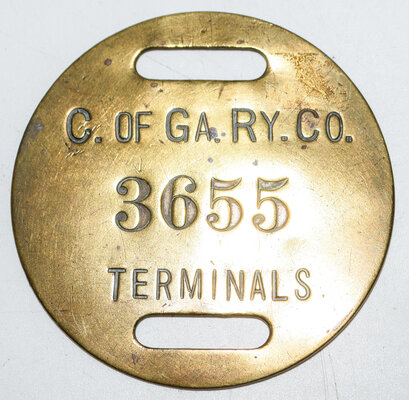 C. OF GA. RY. CO.
3655
TERMINALS